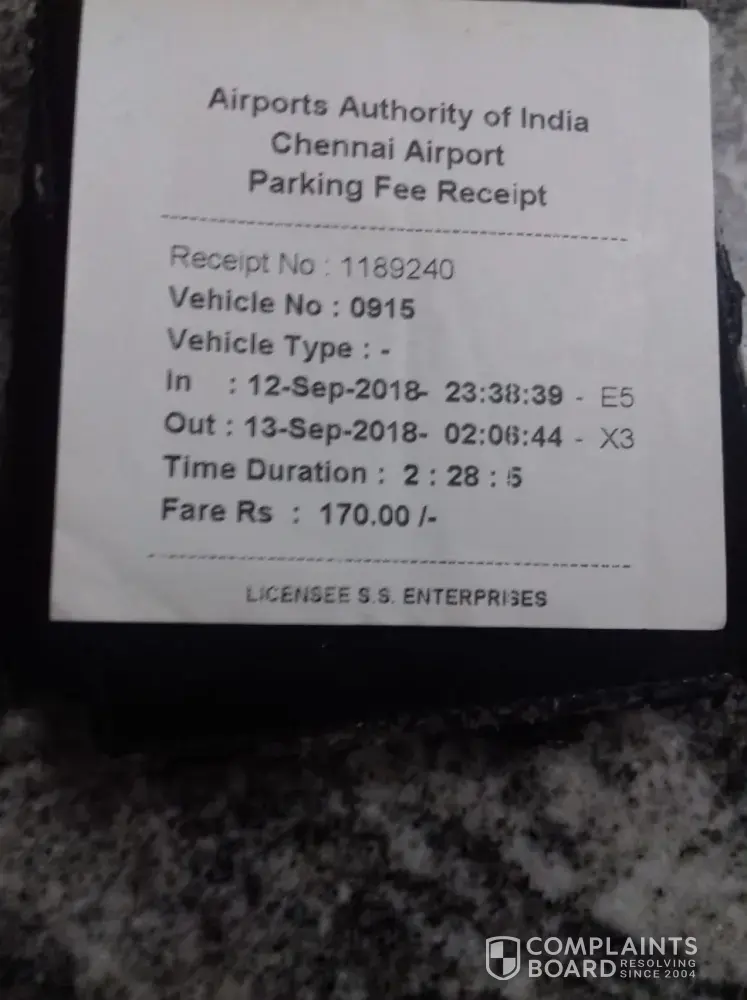 Airports Authority of India
Chennai Airport
Parking Fee Receipt
Receipt No : 1189240
Vehicle No : 0915
Vehicle Type : -
In : 12-Sep-2018- 23:38:39 - E5
Out : 13-Sep-2018- 02:06:44 - X3
Time Duration : 2 : 28 : 5
Fare Rs : 170.00 /-
LICENSEE S.S. ENTERPRISES
COMPLAINTS
BOARD RESOLVING SINCE 2004